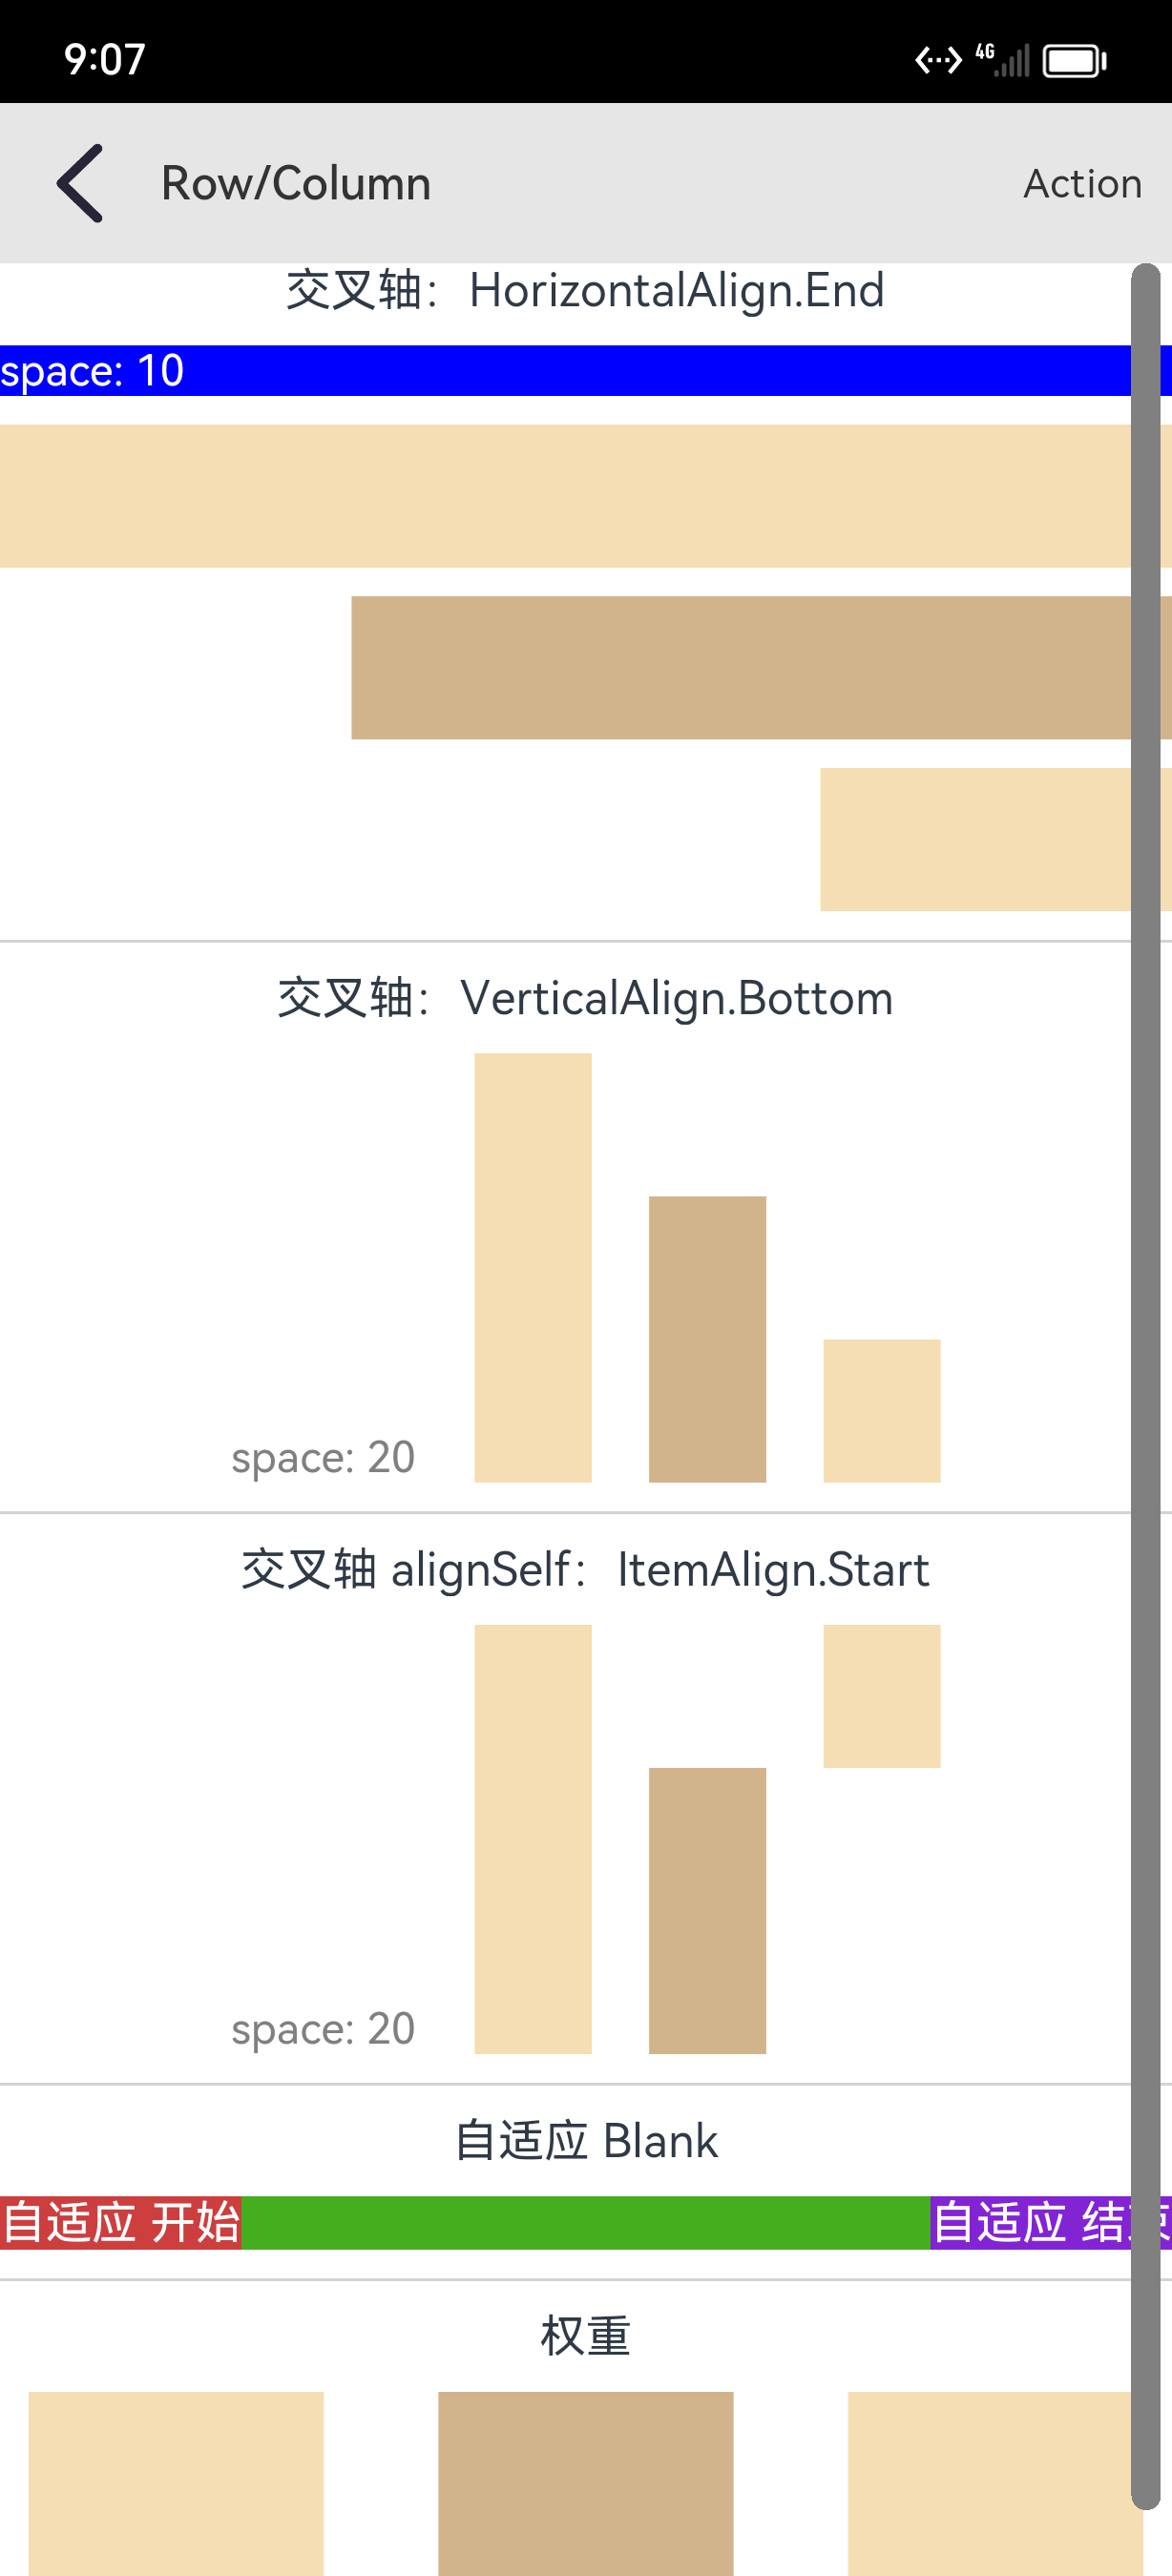 9:07
4G
Row/Column
Action
交叉轴：HorizontalAlign.End
space: 10
交叉轴：VerticalAlign.Bottom
space: 20
交叉轴 alignSelf：ItemAlign.Start
space: 20
自适应 Blank
自适应 开始
自适应 结束
权重